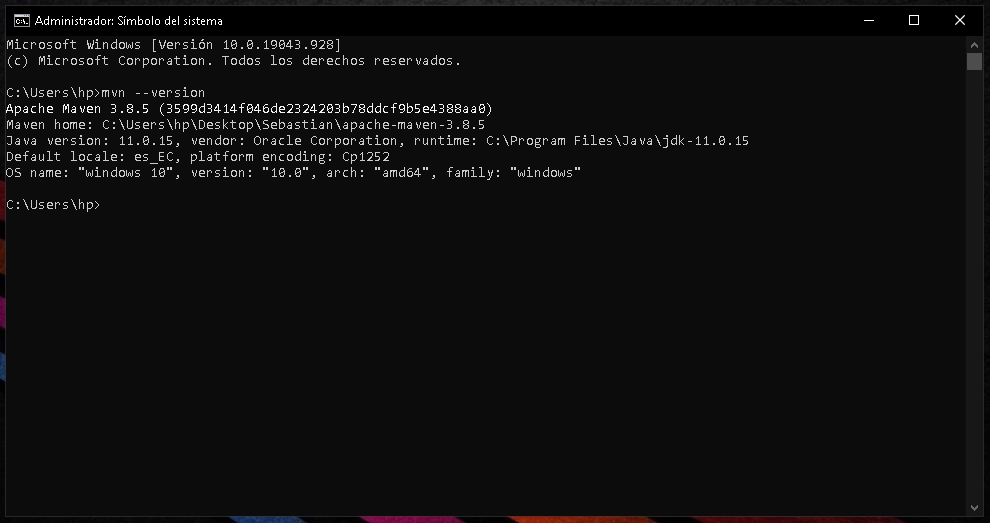 Administrador: Símbolo del sistema
Microsoft Windows [Versión 10.0.19043.928]
(c) Microsoft Corporation. Todos los derechos reservados.
C:\Users\hp>mvn --version
Apache Maven 3.8.5 (3599d3414f046de2324203b78ddcf9b5e4388aa0)
Maven home: C:\Users\hp\Desktop\Sebastian\apache-maven-3.8.5
Java version: 11.0.15, vendor: Oracle Corporation, runtime: C:\Program Files\Java\jdk-11.0.15
Default locale: es_EC, platform encoding: Cp1252
OS name: "windows 10", version: "10.0", arch: "amd64", family: "windows"
C:\Users\hp>